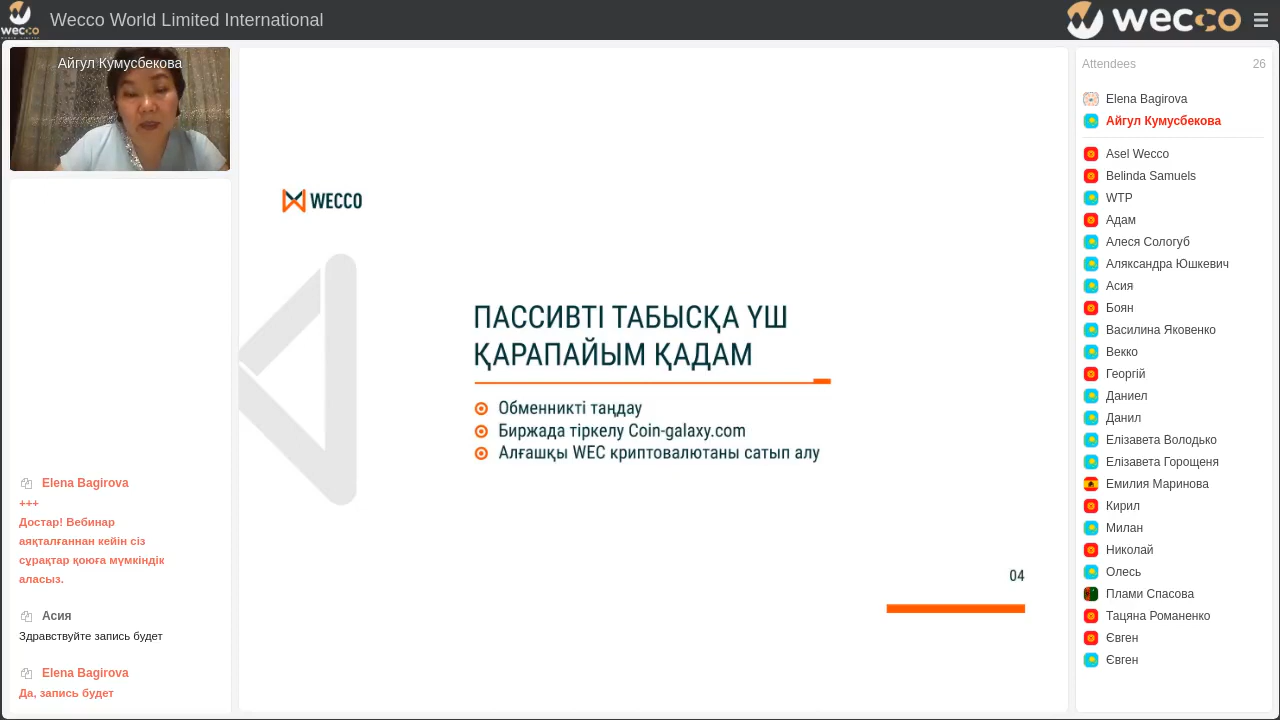 wecco
Wecco World Limited International
wecco
Айгул Кумусбекова
Elena Bagirova
+++
Достар! Вебинар
аяқталғаннан кейін сіз
сұрақтар қоюға мүмкіндік
аласыз.
Асия
Здравствуйте запись будет
Elena Bagirova
Да, запись будет
WECCO
ПАССИВТІ ТАБЫСҚА ҮШ
ҚАРАПАЙЫМ ҚАДАМ
Обменникті таңдау
Биржада тіркелу Coin-galaxy.com
Алғашқы WEC криптовалютаны сатып алу
04
Attendees 26
Elena Bagirova
Айгул Кумусбекова
Asel Wecco
Belinda Samuels
WTP
Адам
Алеся Сологуб
Аляксандра Юшкевич
Асия
Боян
Василина Яковенко
Векко
Георгій
Даниел
Данил
Елізавета Володько
Елізавета Горощеня
Емилия Маринова
Кирил
Милан
Николай
Олесь
Плами Спасова
Тацяна Романенко
Євген
Євген